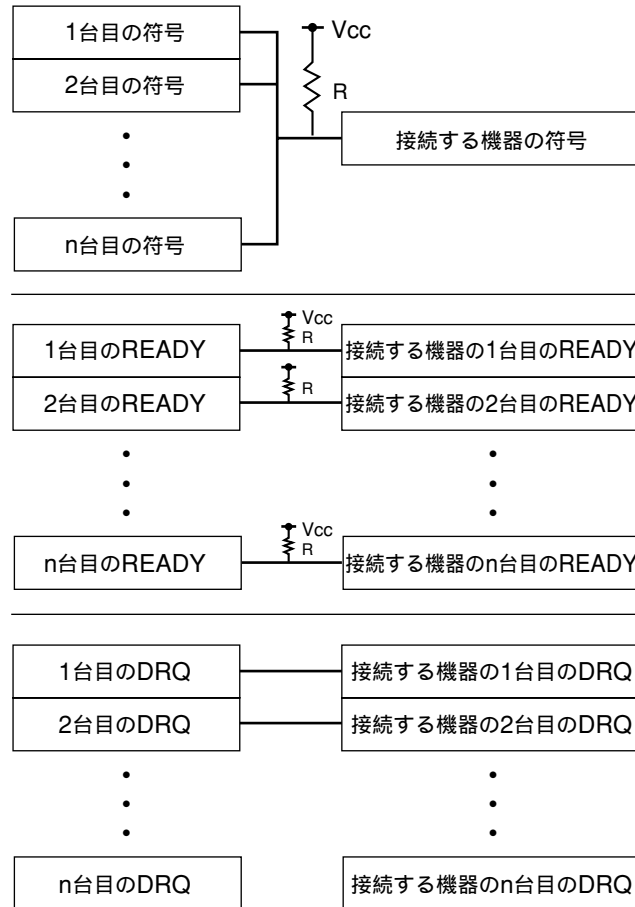 1台目の符号
Vcc
2台目の符号
R
接続する機器の符号
n台目の符号
Vcc
R
1台目のREADY
接続する機器の1台目のREADY
R
2台目のREADY
接続する機器の2台目のREADY
Vcc
R
n台目のREADY
接続する機器のn台目のREADY
1台目のDRQ
接続する機器の1台目のDRQ
2台目のDRQ
接続する機器の2台目のDRQ
n台目のDRQ
接続する機器のn台目のDRQ